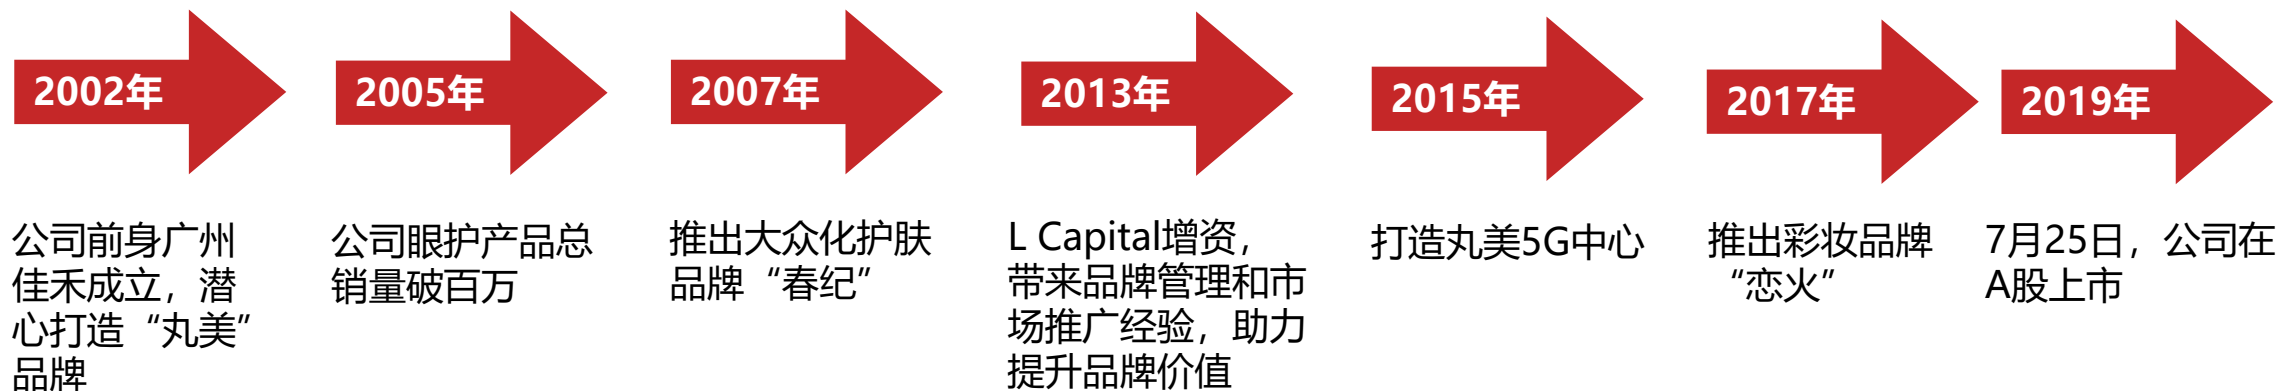 2002年
2005年
2007年
2013年
2015年
2017年
2019年
公司前身广州
佳禾成立，潜
心打造“丸美”
品牌
公司眼护产品总
销量破百万
推出大众化护肤
品牌“春纪”
L Capital增资，
带来品牌管理和市
场推广经验，助力
提升品牌价值
打造丸美5G中心
推出彩妆品牌
“恋火”
7月25日，公司在
A股上市